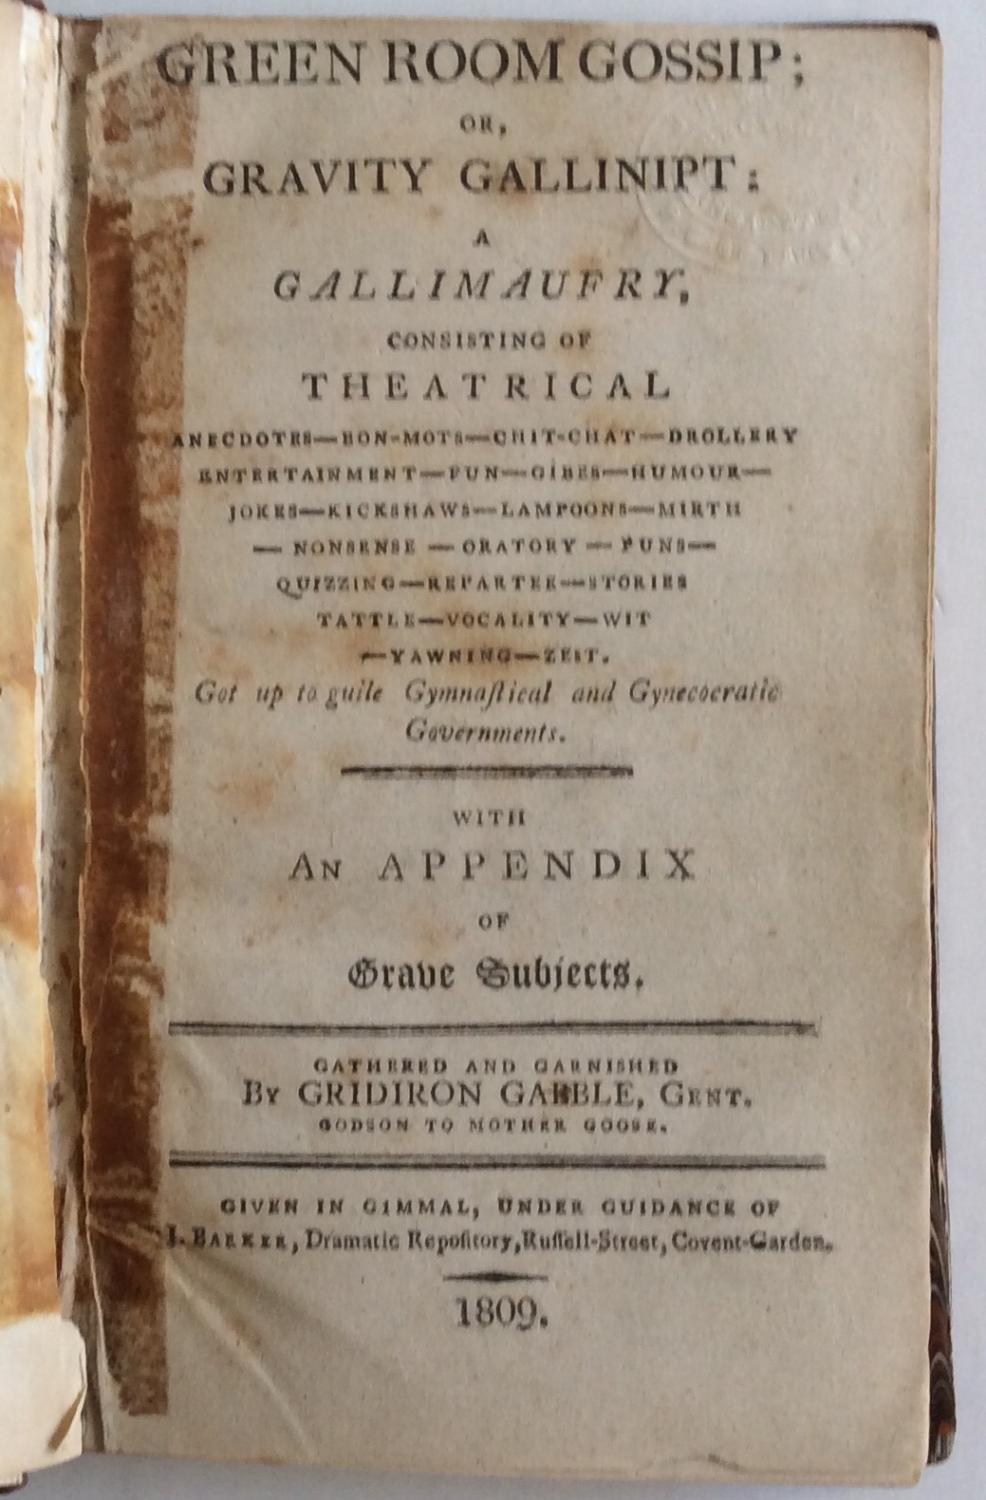 GREEN ROOM GOSSIP;
OR,
GRAVITY GALLINIPT:
A
GALLIMAUFRY,
CONSISTING OF
THEATRICAL
ANECDOTES—BON-MOTS—CHIT-CHAT—DROLLERY
ENTERTAINMENT—FUN—GIBES—HUMOUR—
JOKES—KICKSHAWS—LAMPOONS—MIRTH
— NONSENSE — ORATORY — PUNS—
QUIZZING—REPARTEE—STORIES
TATTLE—VOCALITY—WIT
—YAWNING—ZEST.
Got up to guile Gymnaſtical and Gynecocratic
Governments.
WITH
AN APPENDIX
OF
Grave Subjects.
GATHERED AND GARNISHED
BY GRIDIRON GABBLE, GENT.
GODSON TO MOTHER GOOSE.
GIVEN IN GIMMAL, UNDER GUIDANCE OF
J. BARKER, Dramatic Repoſitory, Ruſſell-Street, Covent-Garden.
1809.